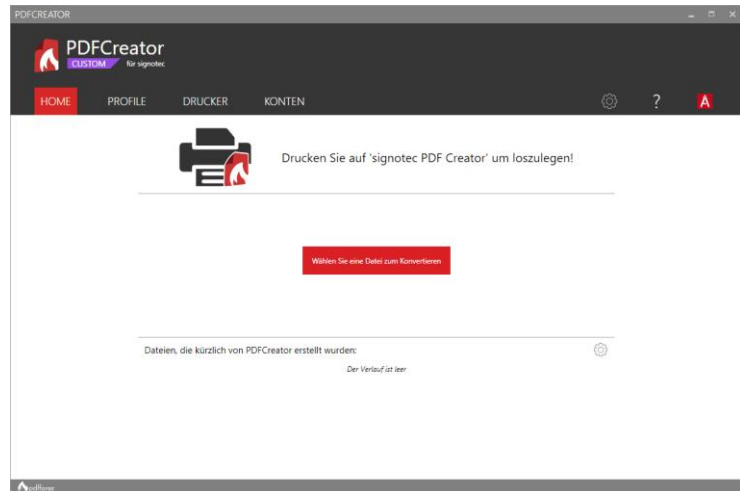 PDFCREATOR
PDFCreator
CUSTOM für signotec
HOME PROFILE DRUCKER KONTEN ?
Drucken Sie auf 'signotec PDF Creator' um loszulegen!
Wählen Sie eine Datei zum Konvertieren
Dateien, die kürzlich von PDFCreator erstellt wurden:
Der Verlauf ist leer
pdfforge